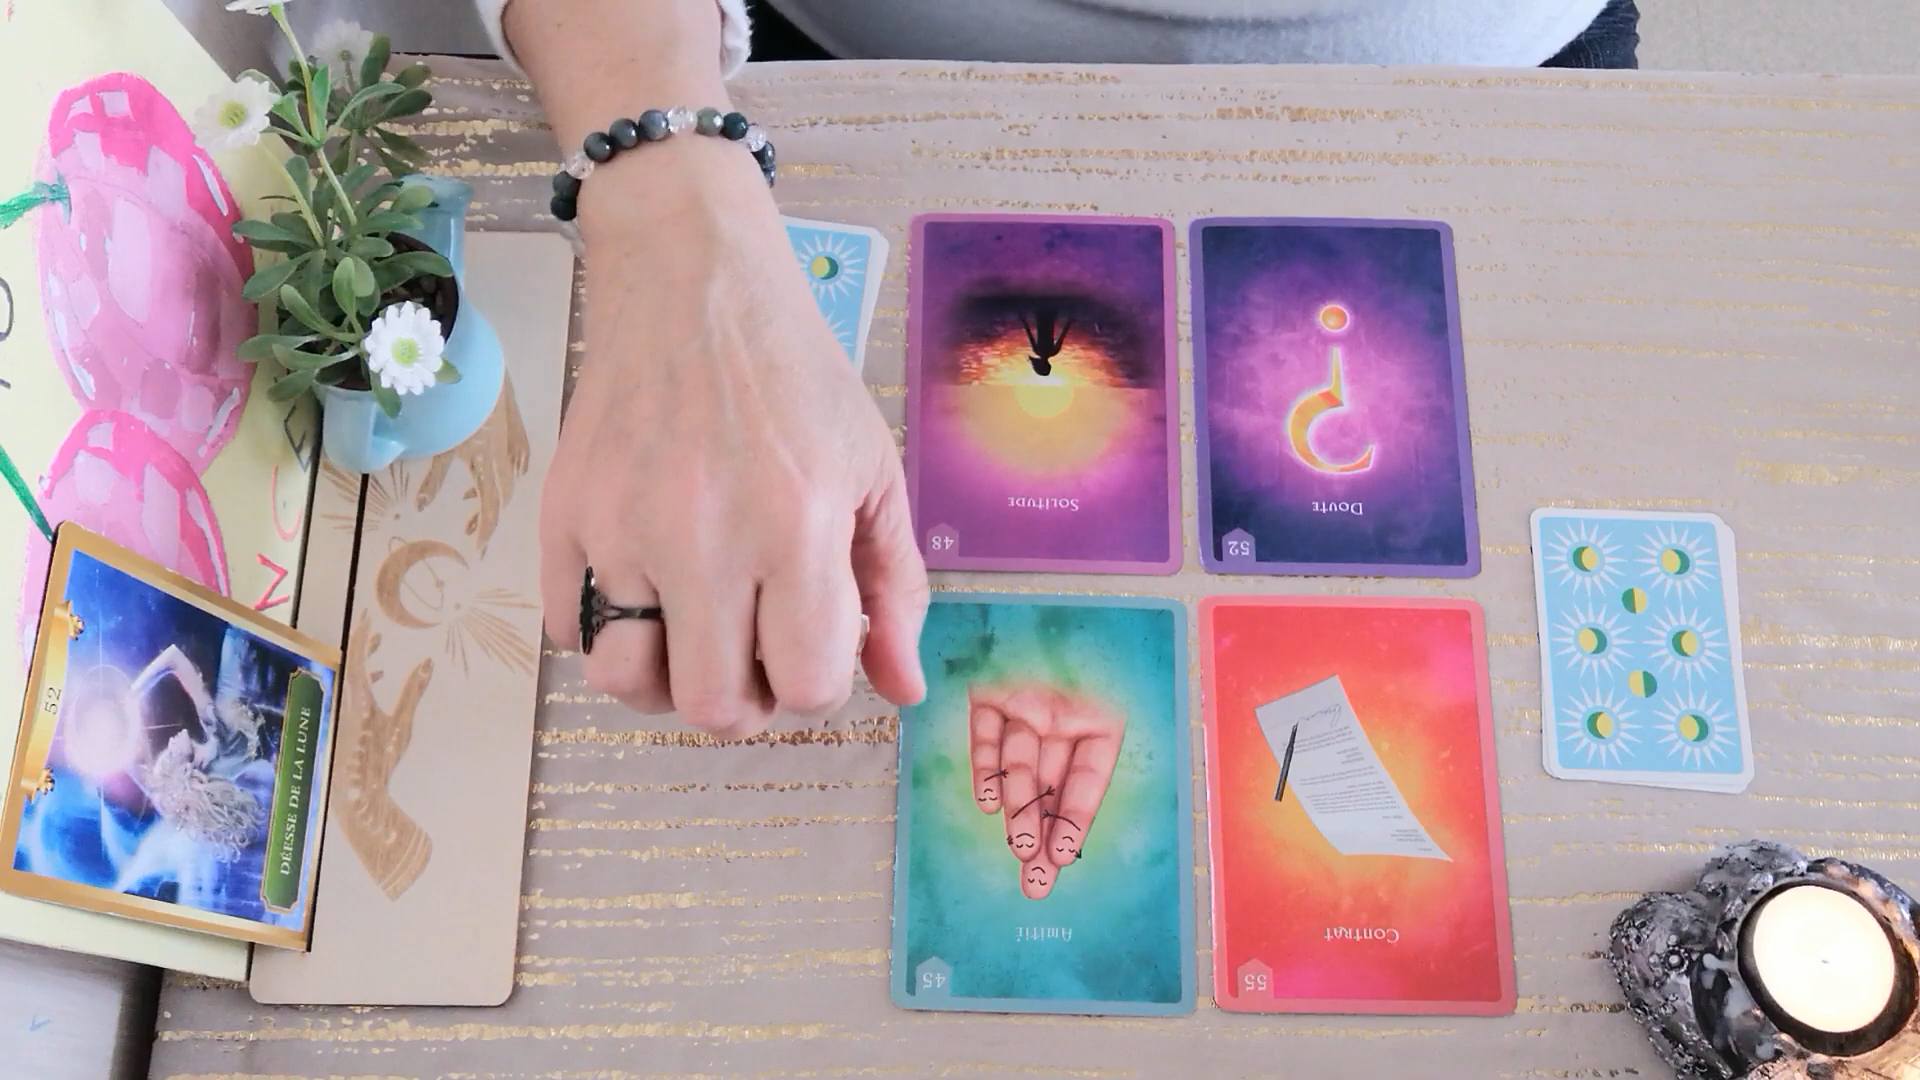 SOLITUDE
48
DOUTE
52
AMITIÉ
45
CONTRAT
55
52
DÉESSE DE LA LUNE